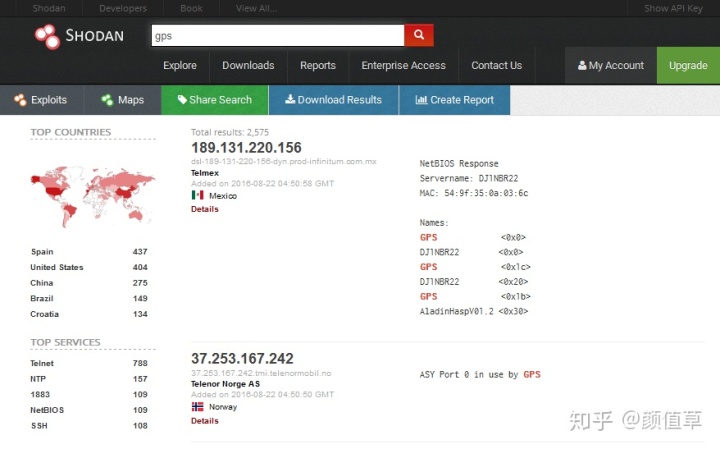 Shodan Developers Book View All... Show API Key
SHODAN
gps
Explore Downloads Reports Enterprise Access Contact Us My Account Upgrade
Exploits Maps Share Search Download Results Create Report
TOP COUNTRIES
Spain 437
United States 404
China 275
Brazil 149
Croatia 134
TOP SERVICES
Telnet 788
NTP 157
1883 109
NetBIOS 109
SSH 108
Total results: 2,575
189.131.220.156
dsl-189-131-220-156-dyn.prod-infinitum.com.mx
Telmex
Added on 2016-08-22 04:50:58 GMT
Mexico
Details
NetBIOS Response
Servername: DJ1NBR22
MAC: 54:9f:35:0a:03:6c
Names:
GPS <0x0>
DJ1NBR22 <0x0>
GPS <0x1c>
DJ1NBR22 <0x20>
GPS <0x1b>
AladinHaspV01.2 <0x30>
37.253.167.242
37.253.167.242.tmi.telenormobil.no
Telenor Norge AS
Added on 2016-08-22 04:50:50 GMT
Norway
Details
ASY Port 0 in use by GPS
知乎 @颜值草